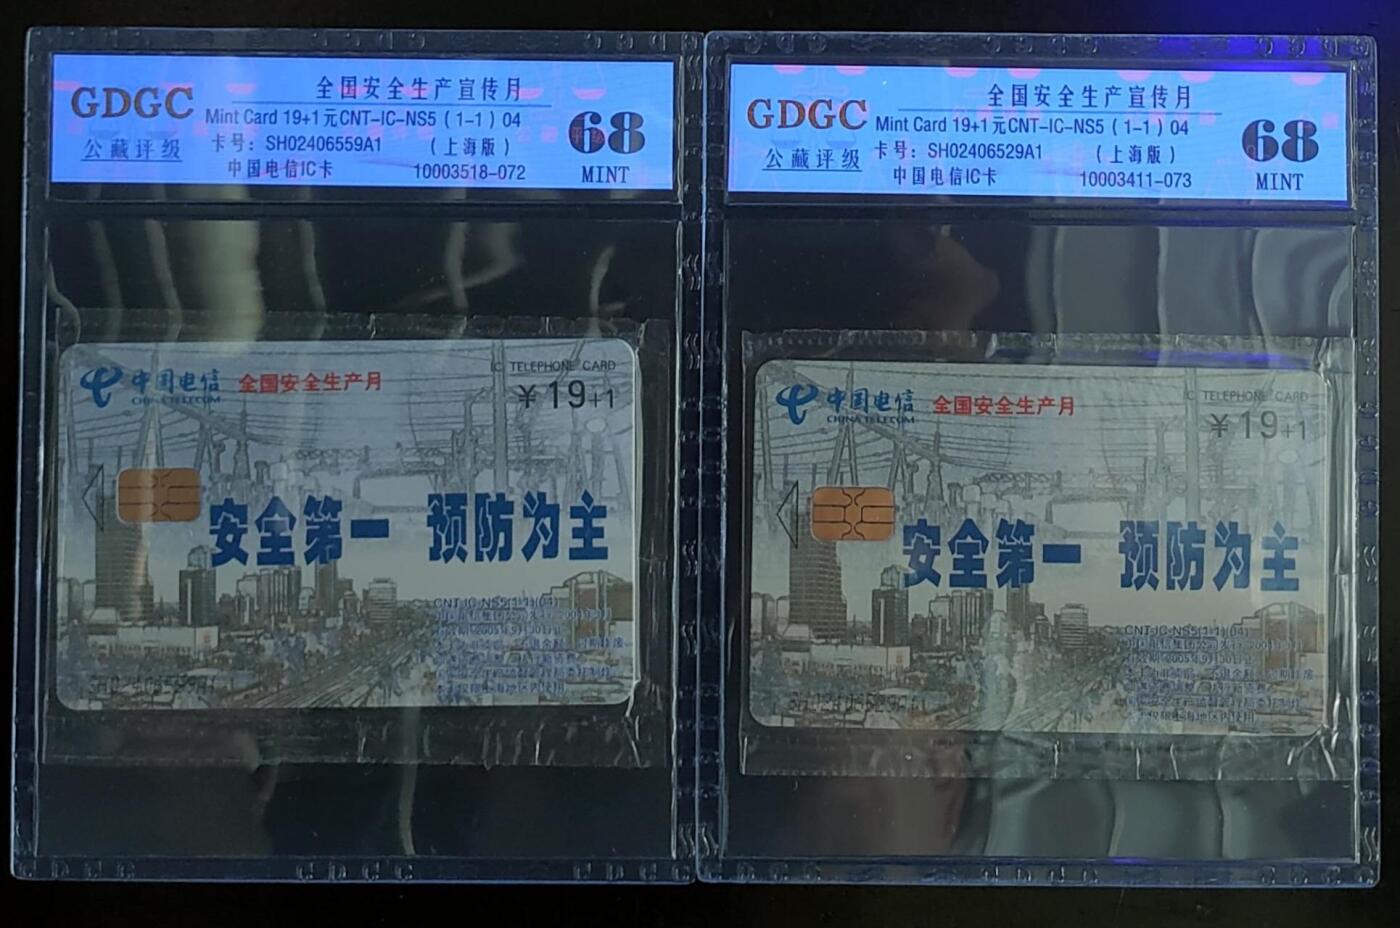 全国安全生产宣传月
GDGC
Mint Card 19+1元CNT-IC-NS5(1-1)04
68
公藏评级
卡号：SH02406559A1
(上海版)
中国电信IC卡
10003518-072
MINT
中国电信
CHINA TELECOM
全国安全生产月
IC TELEPHONE CARD
¥19+1
安全第一 预防为主
CNT-IC-NS5(1-1)(04)
全国安全生产宣传月
GDGC
Mint Card 19+1元CNT-IC-NS5(1-1)04
68
公藏评级
卡号：SH02406529A1
(上海版)
中国电信IC卡
10003411-073
MINT
中国电信
CHINA TELECOM
全国安全生产月
IC TELEPHONE CARD
¥19+1
安全第一 预防为主
CNT-IC-NS5(1-1)(04)